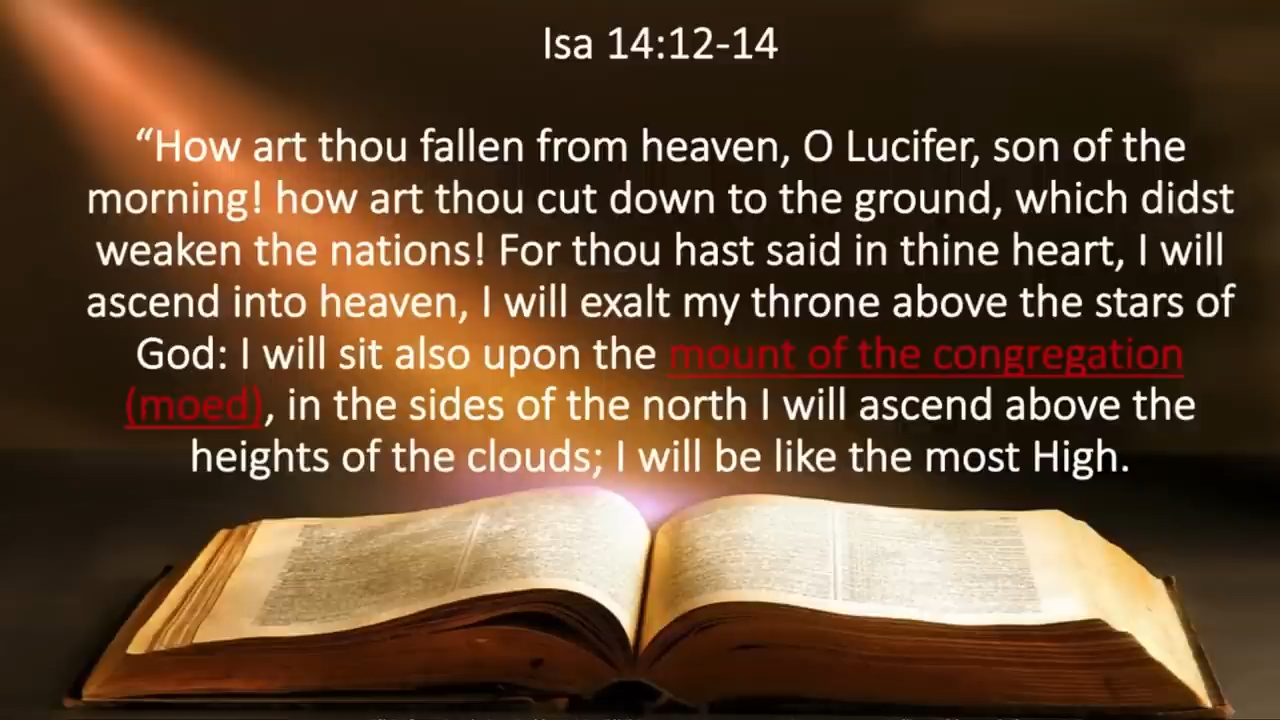 Isa 14:12-14
“How art thou fallen from heaven, O Lucifer, son of the
morning! how art thou cut down to the ground, which didst
weaken the nations! For thou hast said in thine heart, I will
ascend into heaven, I will exalt my throne above the stars of
God: I will sit also upon the mount of the congregation
(moed), in the sides of the north I will ascend above the
heights of the clouds; I will be like the most High.